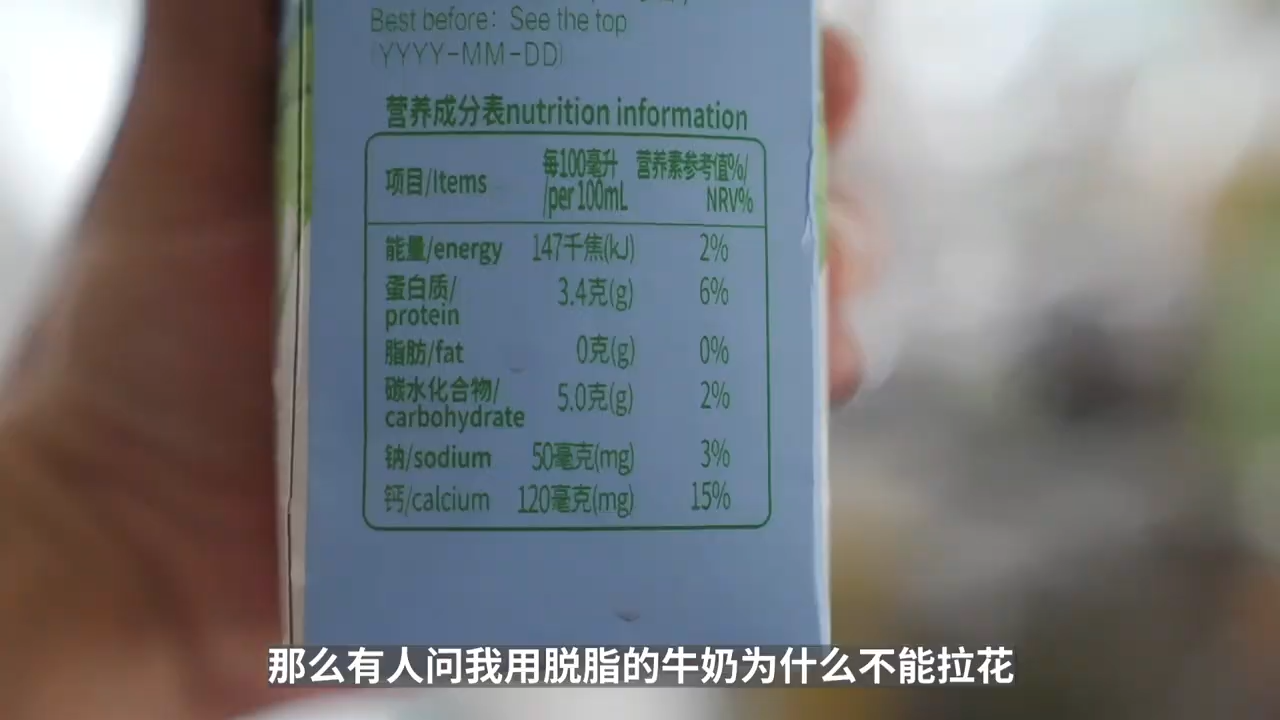 Best before: See the top
(YYYY-MM-DD)
营养成分表nutrition information
项目/Items 每100毫升/per 100mL 营养素参考值%/NRV%
能量/energy 147千焦(kJ) 2%
蛋白质/protein 3.4克(g) 6%
脂肪/fat 0克(g) 0%
碳水化合物/carbohydrate 5.0克(g) 2%
钠/sodium 50毫克(mg) 3%
钙/calcium 120毫克(mg) 15%
那么有人问我用脱脂的牛奶为什么不能拉花